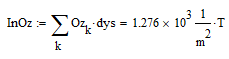 InOz := ∑k Oz_k · dys = 1.276 × 10^3 1/m^2 · T